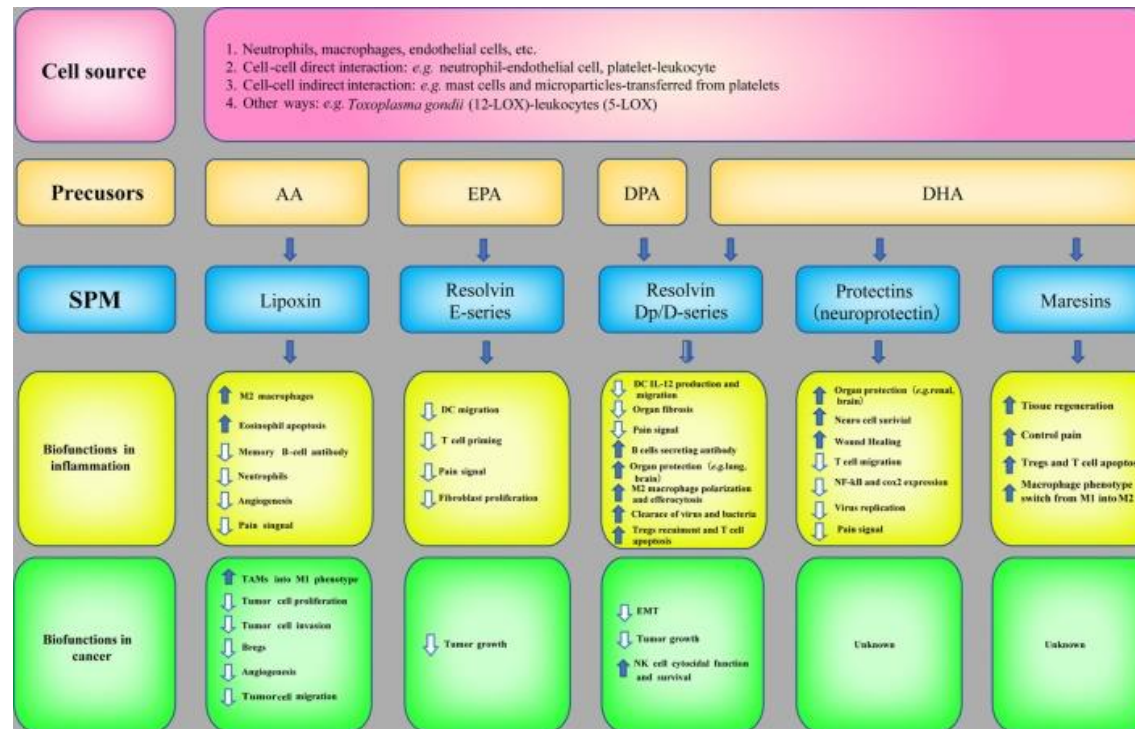 Cell source
1. Neutrophils, macrophages, endothelial cells, etc.
2. Cell-cell direct interaction: e.g. neutrophil-endothelial cell, platelet-leukocyte
3. Cell-cell indirect interaction: e.g. mast cells and microparticles-transferred from platelets
4. Other ways: e.g. Toxoplasma gondii (12-LOX)-leukocytes (5-LOX)
Precusors
AA
EPA
DPA
DHA
SPM
Lipoxin
Resolvin
E-series
Resolvin
Dp/D-series
Protectins
(neuroprotectin)
Maresins
Biofunctions in
inflammation
M2 macrophages
Eosinophil apoptosis
Memory B-cell antibody
Neutrophils
Angiogenesis
Pain singnal
DC migration
T cell priming
Pain signal
Fibroblast proliferation
DC IL-12 production and
migration
Organ fibrosis
Pain signal
B cells secreting antibody
Organ protection (e.g.lang,
brain)
M2 macrophage polarization
and efferocytosis
Clearace of virus and bacteria
Tregs recuiment and T cell
apoptosis
Organ protection (e.g.renal,
brain)
Neuro cell surivial
Wound Healing
T cell migration
NF-kB and cox2 expression
Virus replication
Pain signal
Tissue regeneration
Control pain
Tregs and T cell apoptos
Macrophage phenotype
switch from M1 into M2
Biofunctions in
cancer
TAMs into M1 phenotype
Tumor cell proliferation
Tumor cell invasion
Bregs
Angiogenesis
Tumor cell migration
Tumor growth
EMT
Tumor growth
NK cell cytocidal function
and survival
Unknown
Unknown